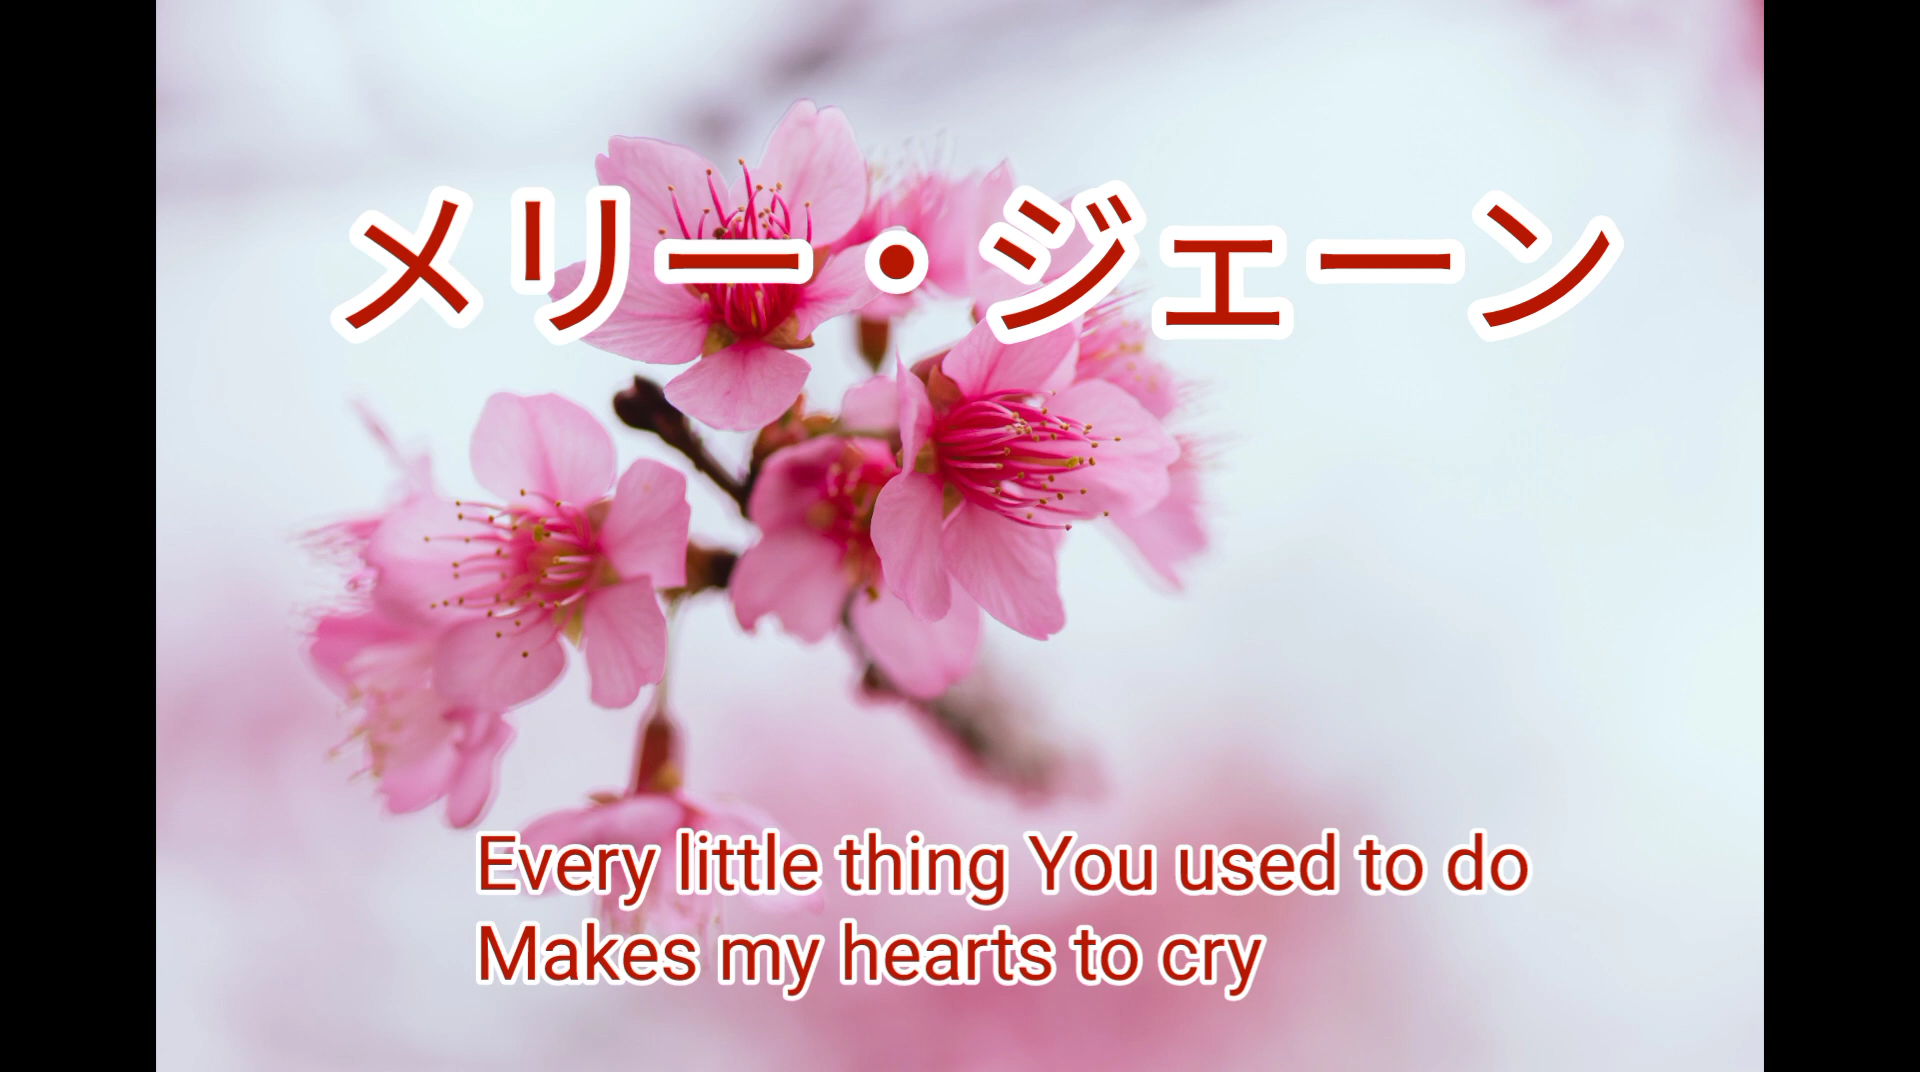 メリー・ジェーン
Every little thing You used to do
Makes my hearts to cry